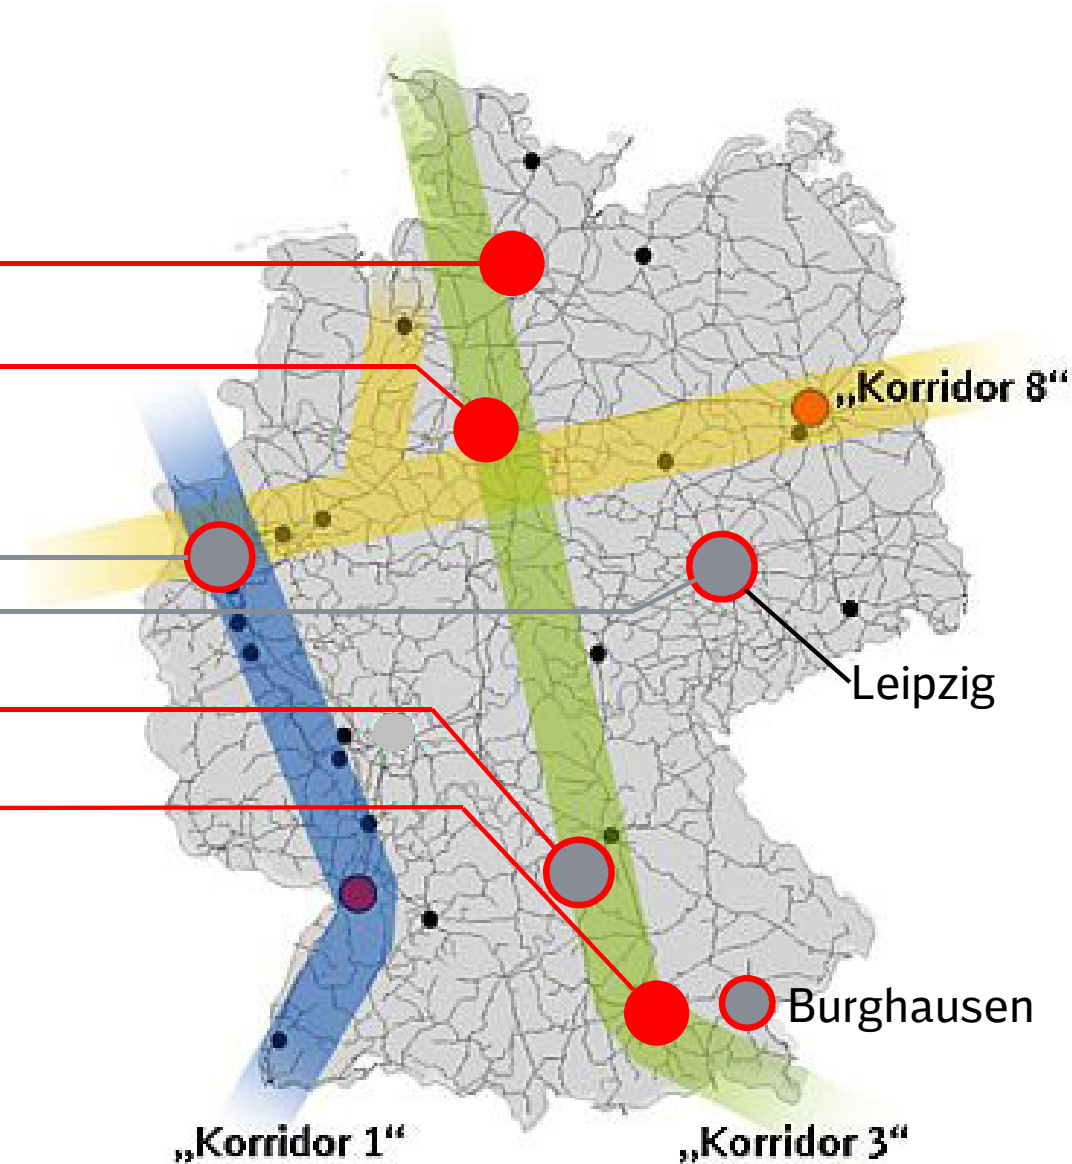 „Korridor 8“
Leipzig
Burghausen
„Korridor 1“
„Korridor 3“